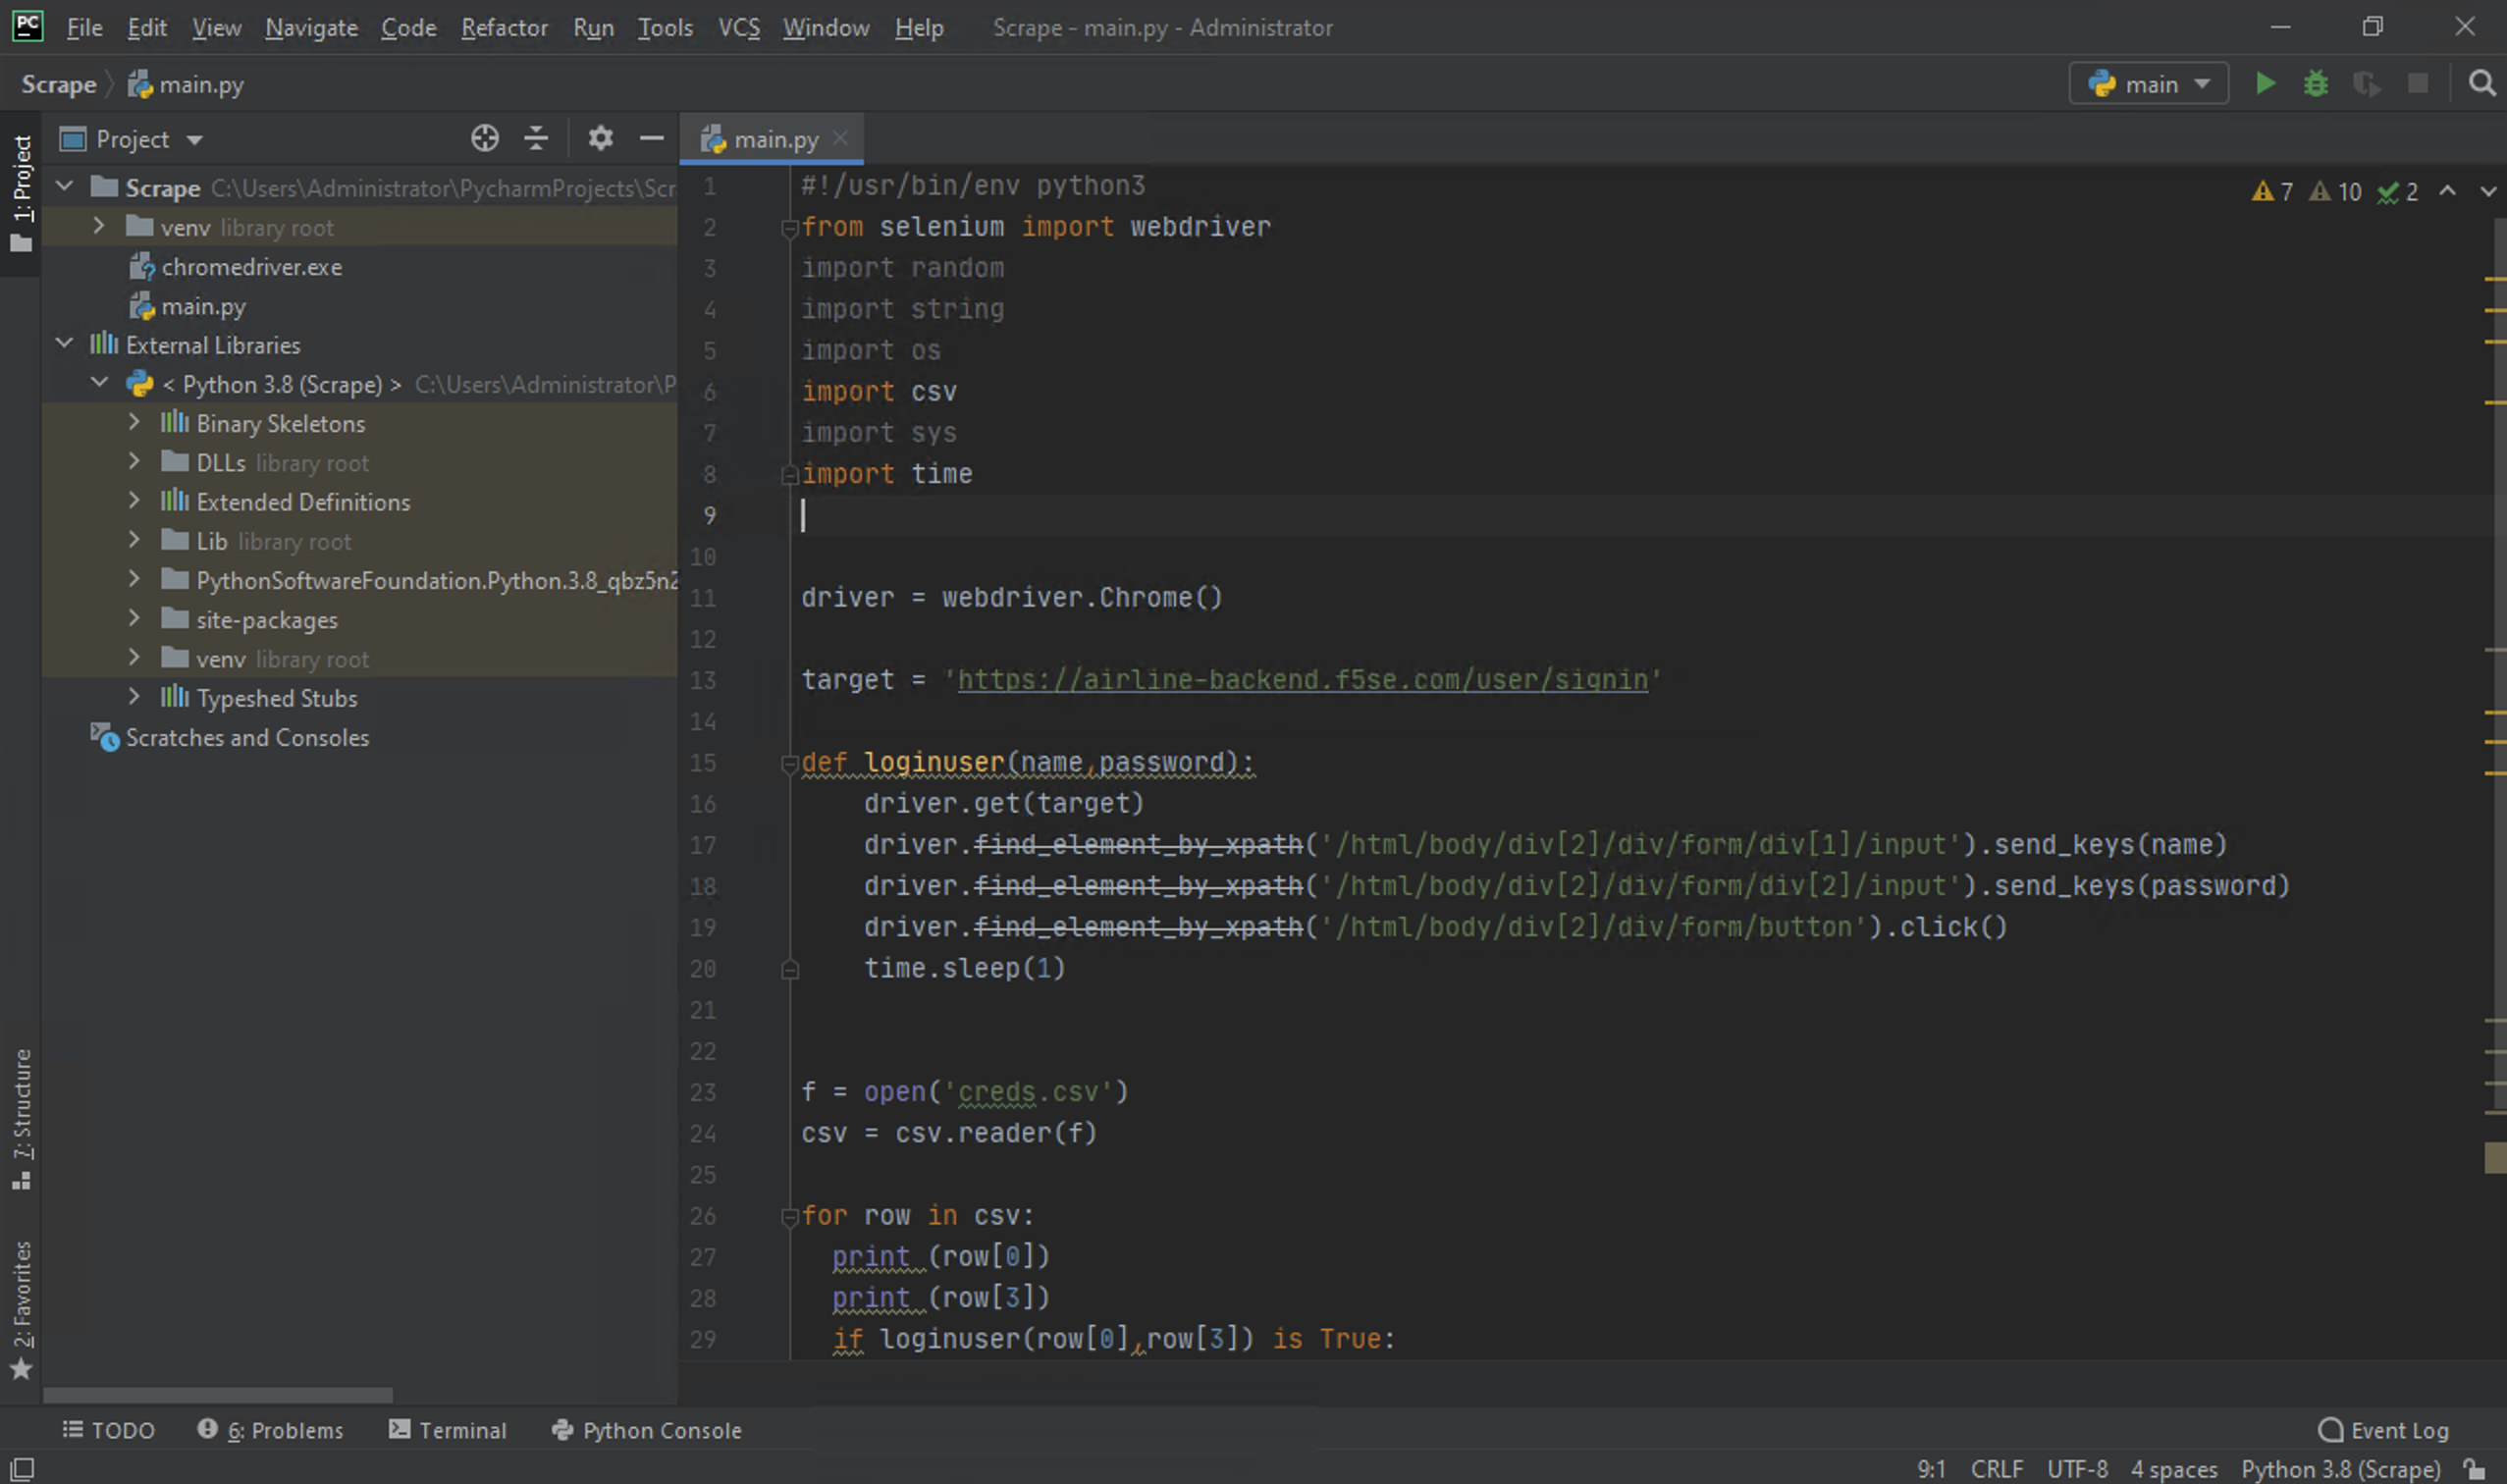 PC File Edit View Navigate Code Refactor Run Tools VCS Window Help Scrape - main.py - Administrator
Scrape main.py main
1: Project
Project
main.py
Scrape C:\Users\Administrator\PycharmProjects\Scr
venv library root
chromedriver.exe
main.py
External Libraries
< Python 3.8 (Scrape) > C:\Users\Administrator\P
Binary Skeletons
DLLs library root
Extended Definitions
Lib library root
PythonSoftwareFoundation.Python.3.8_qbz5n2
site-packages
venv library root
Typeshed Stubs
Scratches and Consoles
7: Structure
2: Favorites
7 10 2
1 #!/usr/bin/env python3
2 from selenium import webdriver
3 import random
4 import string
5 import os
6 import csv
7 import sys
8 import time
9
10
11 driver = webdriver.Chrome()
12
13 target = 'https://airline-backend.f5se.com/user/signin'
14
15 def loginuser(name,password):
16 driver.get(target)
17 driver.find_element_by_xpath('/html/body/div[2]/div/form/div[1]/input').send_keys(name)
18 driver.find_element_by_xpath('/html/body/div[2]/div/form/div[2]/input').send_keys(password)
19 driver.find_element_by_xpath('/html/body/div[2]/div/form/button').click()
20 time.sleep(1)
21
22
23 f = open('creds.csv')
24 csv = csv.reader(f)
25
26 for row in csv:
27 print (row[0])
28 print (row[3])
29 if loginuser(row[0],row[3]) is True:
TODO 6: Problems Terminal Python Console Event Log
9:1 CRLF UTF-8 4 spaces Python 3.8 (Scrape)